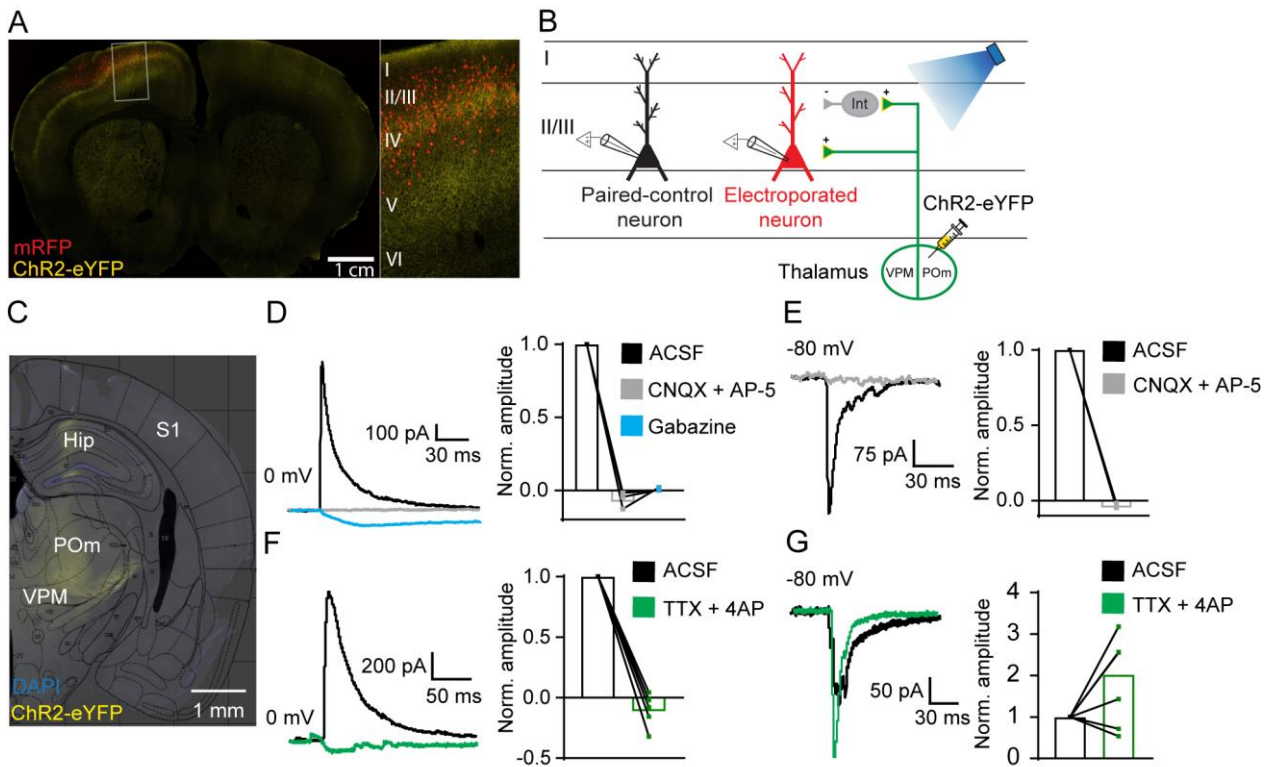 A
I
II/III
IV
V
VI
mRFP
ChR2-eYFP
1 cm
B
I
II/III
- Int +
+
Paired-control
neuron
Electroporated
neuron
ChR2-eYFP
Thalamus
VPM POm
C
S1
Hip
POm
VPM
DAPI
ChR2-eYFP
1 mm
D
0 mV
100 pA
30 ms
Norm. amplitude
1.0
0.5
0.0
ACSF
CNQX + AP-5
Gabazine
E
-80 mV
75 pA
30 ms
Norm. amplitude
1.0
0.5
0.0
ACSF
CNQX + AP-5
F
0 mV
200 pA
50 ms
Norm. amplitude
1.0
0.5
0.0
-0.5
ACSF
TTX + 4AP
G
-80 mV
50 pA
30 ms
Norm. amplitude
4
3
2
1
0
ACSF
TTX + 4AP